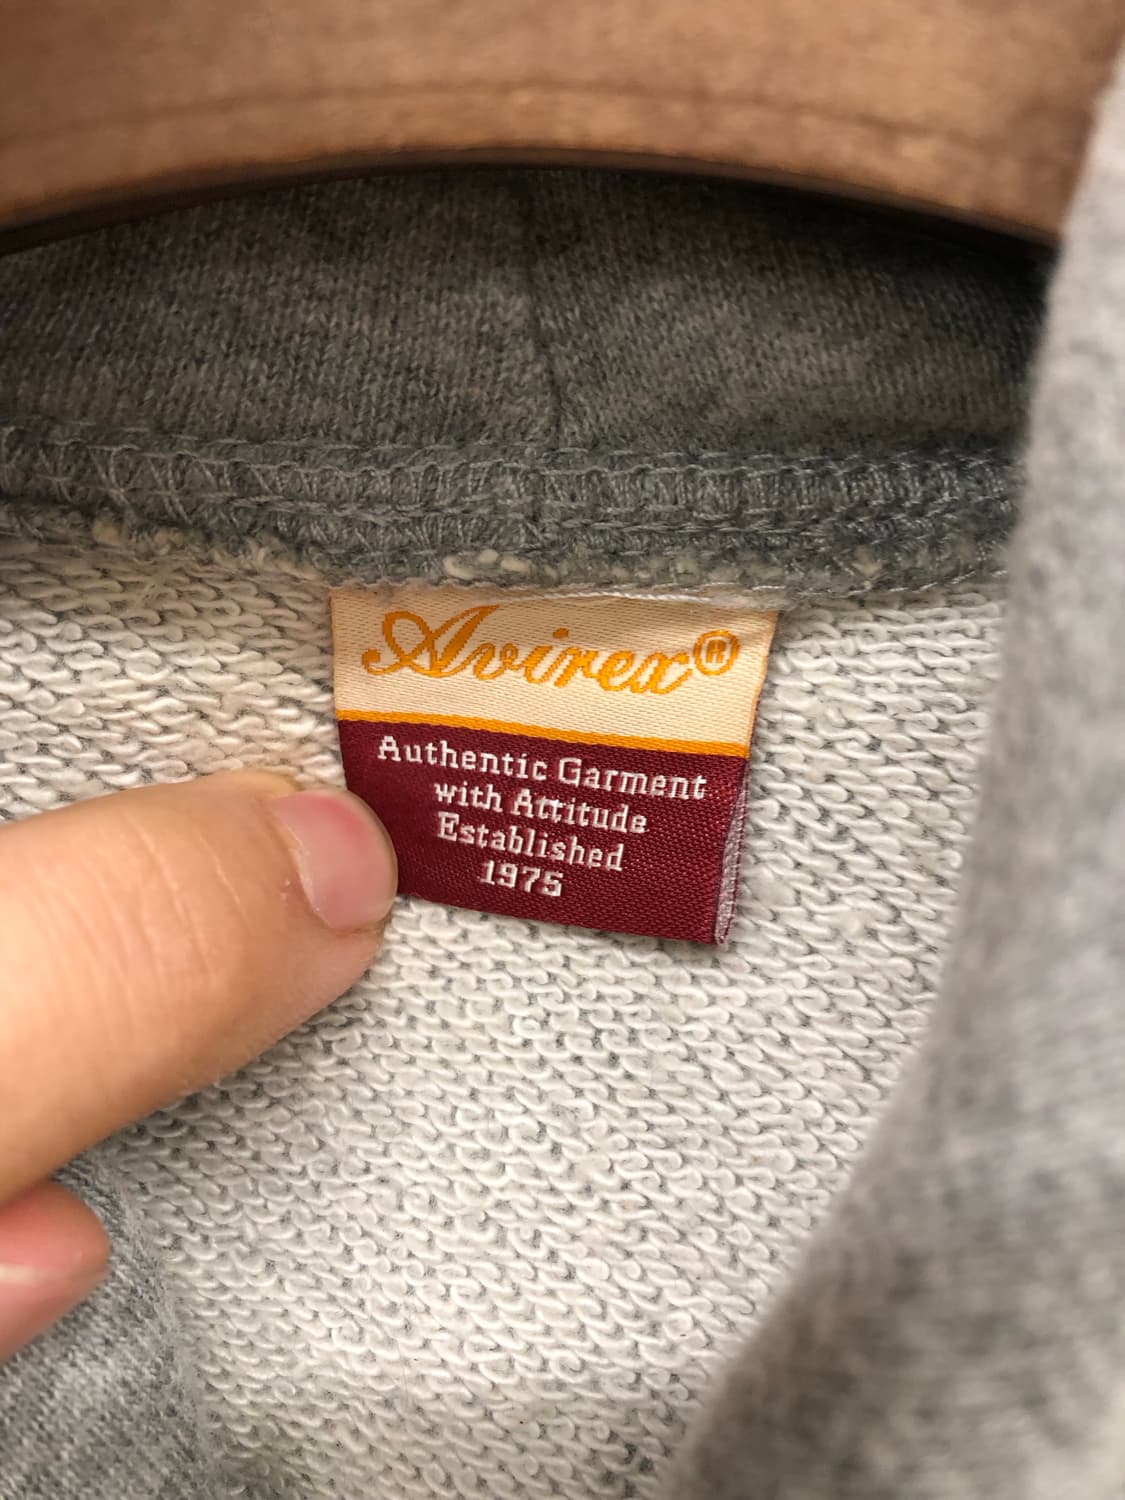 Avirex®
Authentic Garment
with Attitude
Established
1975